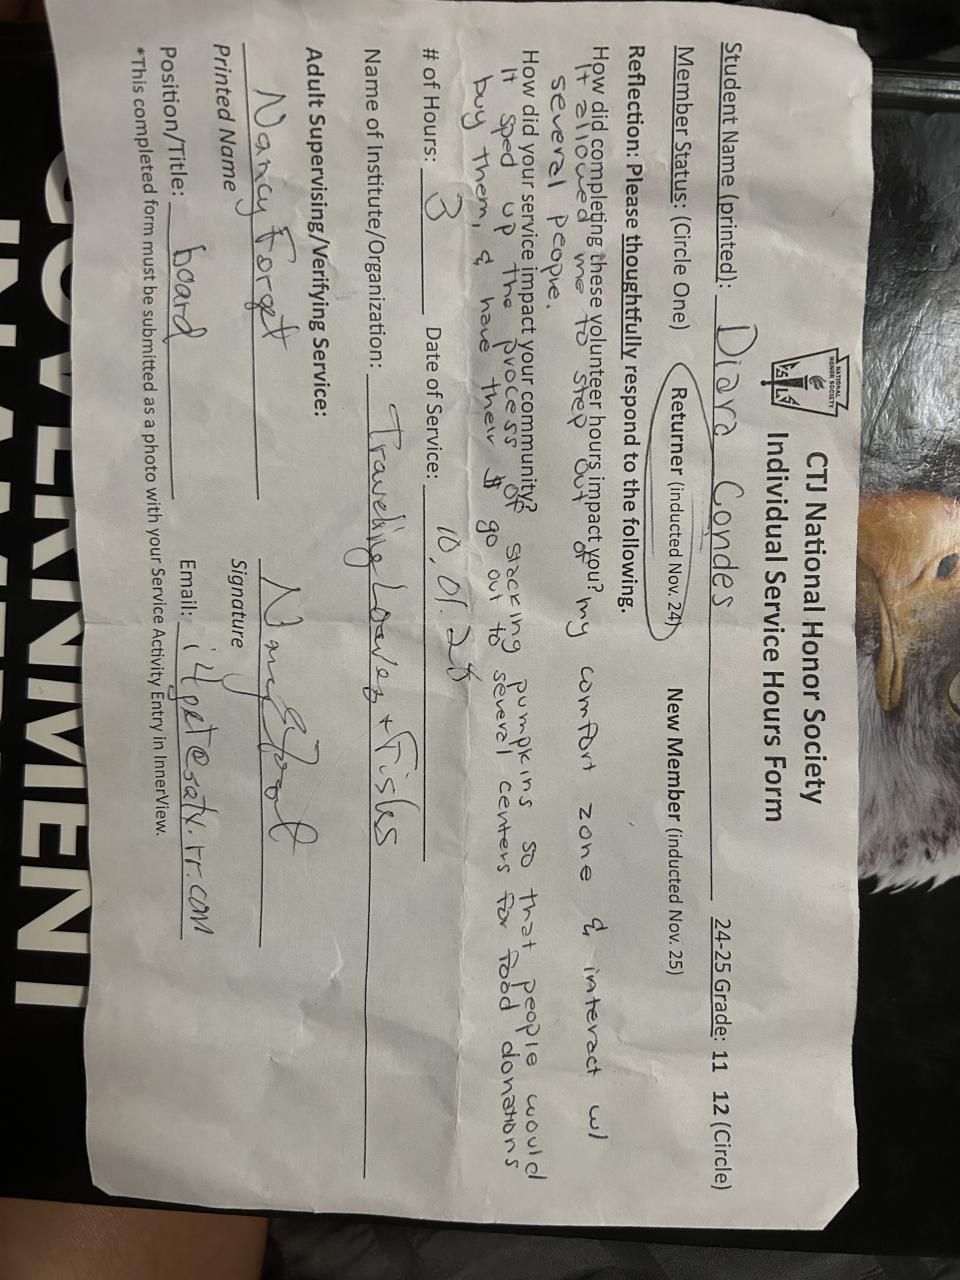 NATIONAL
HONOR SOCIETY
CTJ National Honor Society
Individual Service Hours Form
Student Name (printed): Diara Condes 24-25 Grade: 11 12 (Circle)
Member Status: (Circle One) Returner (inducted Nov. 24) New Member (inducted Nov. 25)
Reflection: Please thoughtfully respond to the following.
How did completing these volunteer hours impact you?
It allowed me to step out of my comfort zone & interact w/
several people.
How did your service impact your community?
It sped up the process of stacking pumpkins so that people would
buy them, & have their $ go out to several centers for food donations
# of Hours: 3 Date of Service: 10.01.
Name of Institute/Organization: Traveling Loaves + Fishes
Adult Supervising/Verifying Service:
Nancy Forget
Printed Name Signature
Position/Title: board Email:
*This completed form must be submitted as a photo with your Service Activity Entry in InnerView.
GOVERNMENT